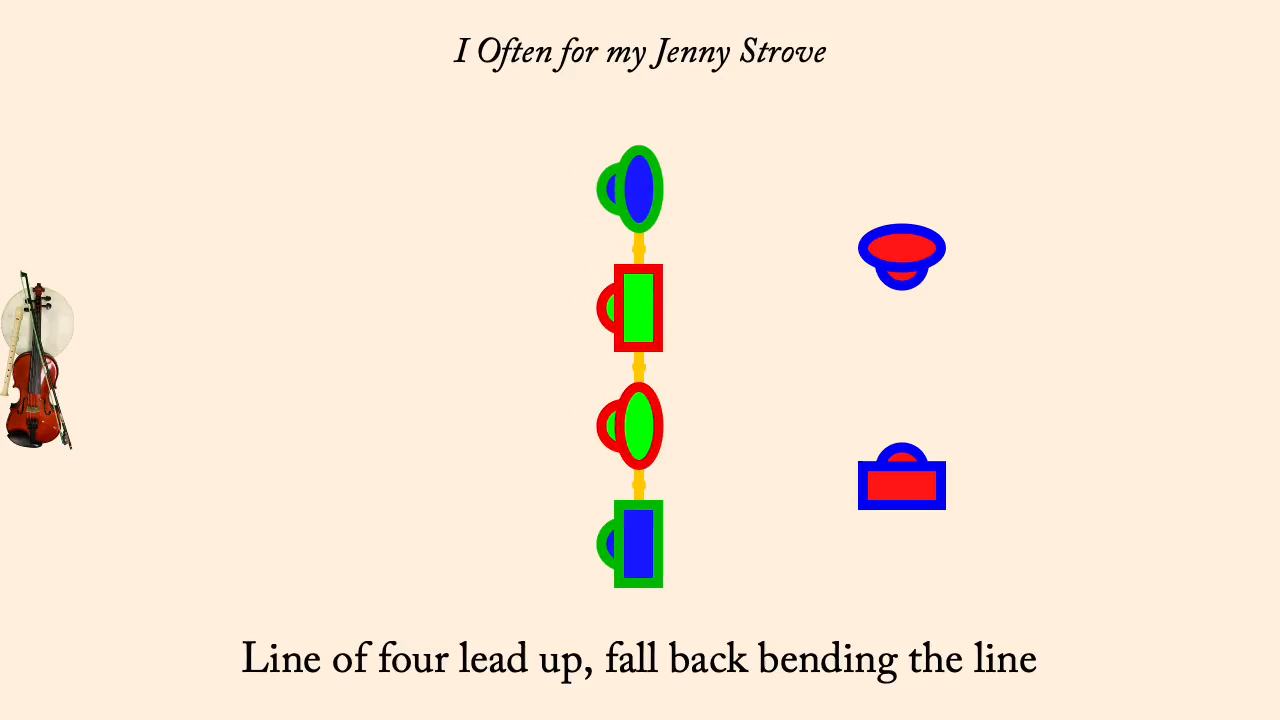 I Often for my Jenny Strove
Line of four lead up, fall back bending the line